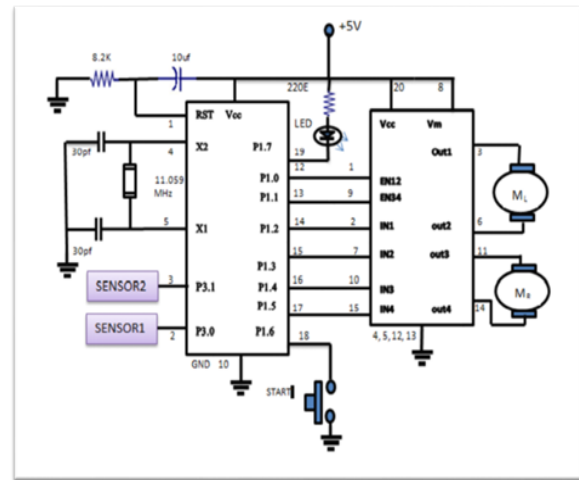 +5V
8.2K
10uf
220E
20
8
RST
Vcc
1
LED
Vcc
Vm
X2
4
P1.7
19
Out1
3
30pf
12
P1.0
1
EN12
11.059
MHz
P1.1
13
9
EN34
ML
5
X1
P1.2
14
2
IN1
out2
6
30pf
P1.3
15
7
IN2
out3
11
SENSOR2
3
P3.1
P1.4
16
10
IN3
MR
P1.5
17
15
IN4
out4
14
SENSOR1
2
P3.0
P1.6
18
4, 5, 12, 13
GND
10
START